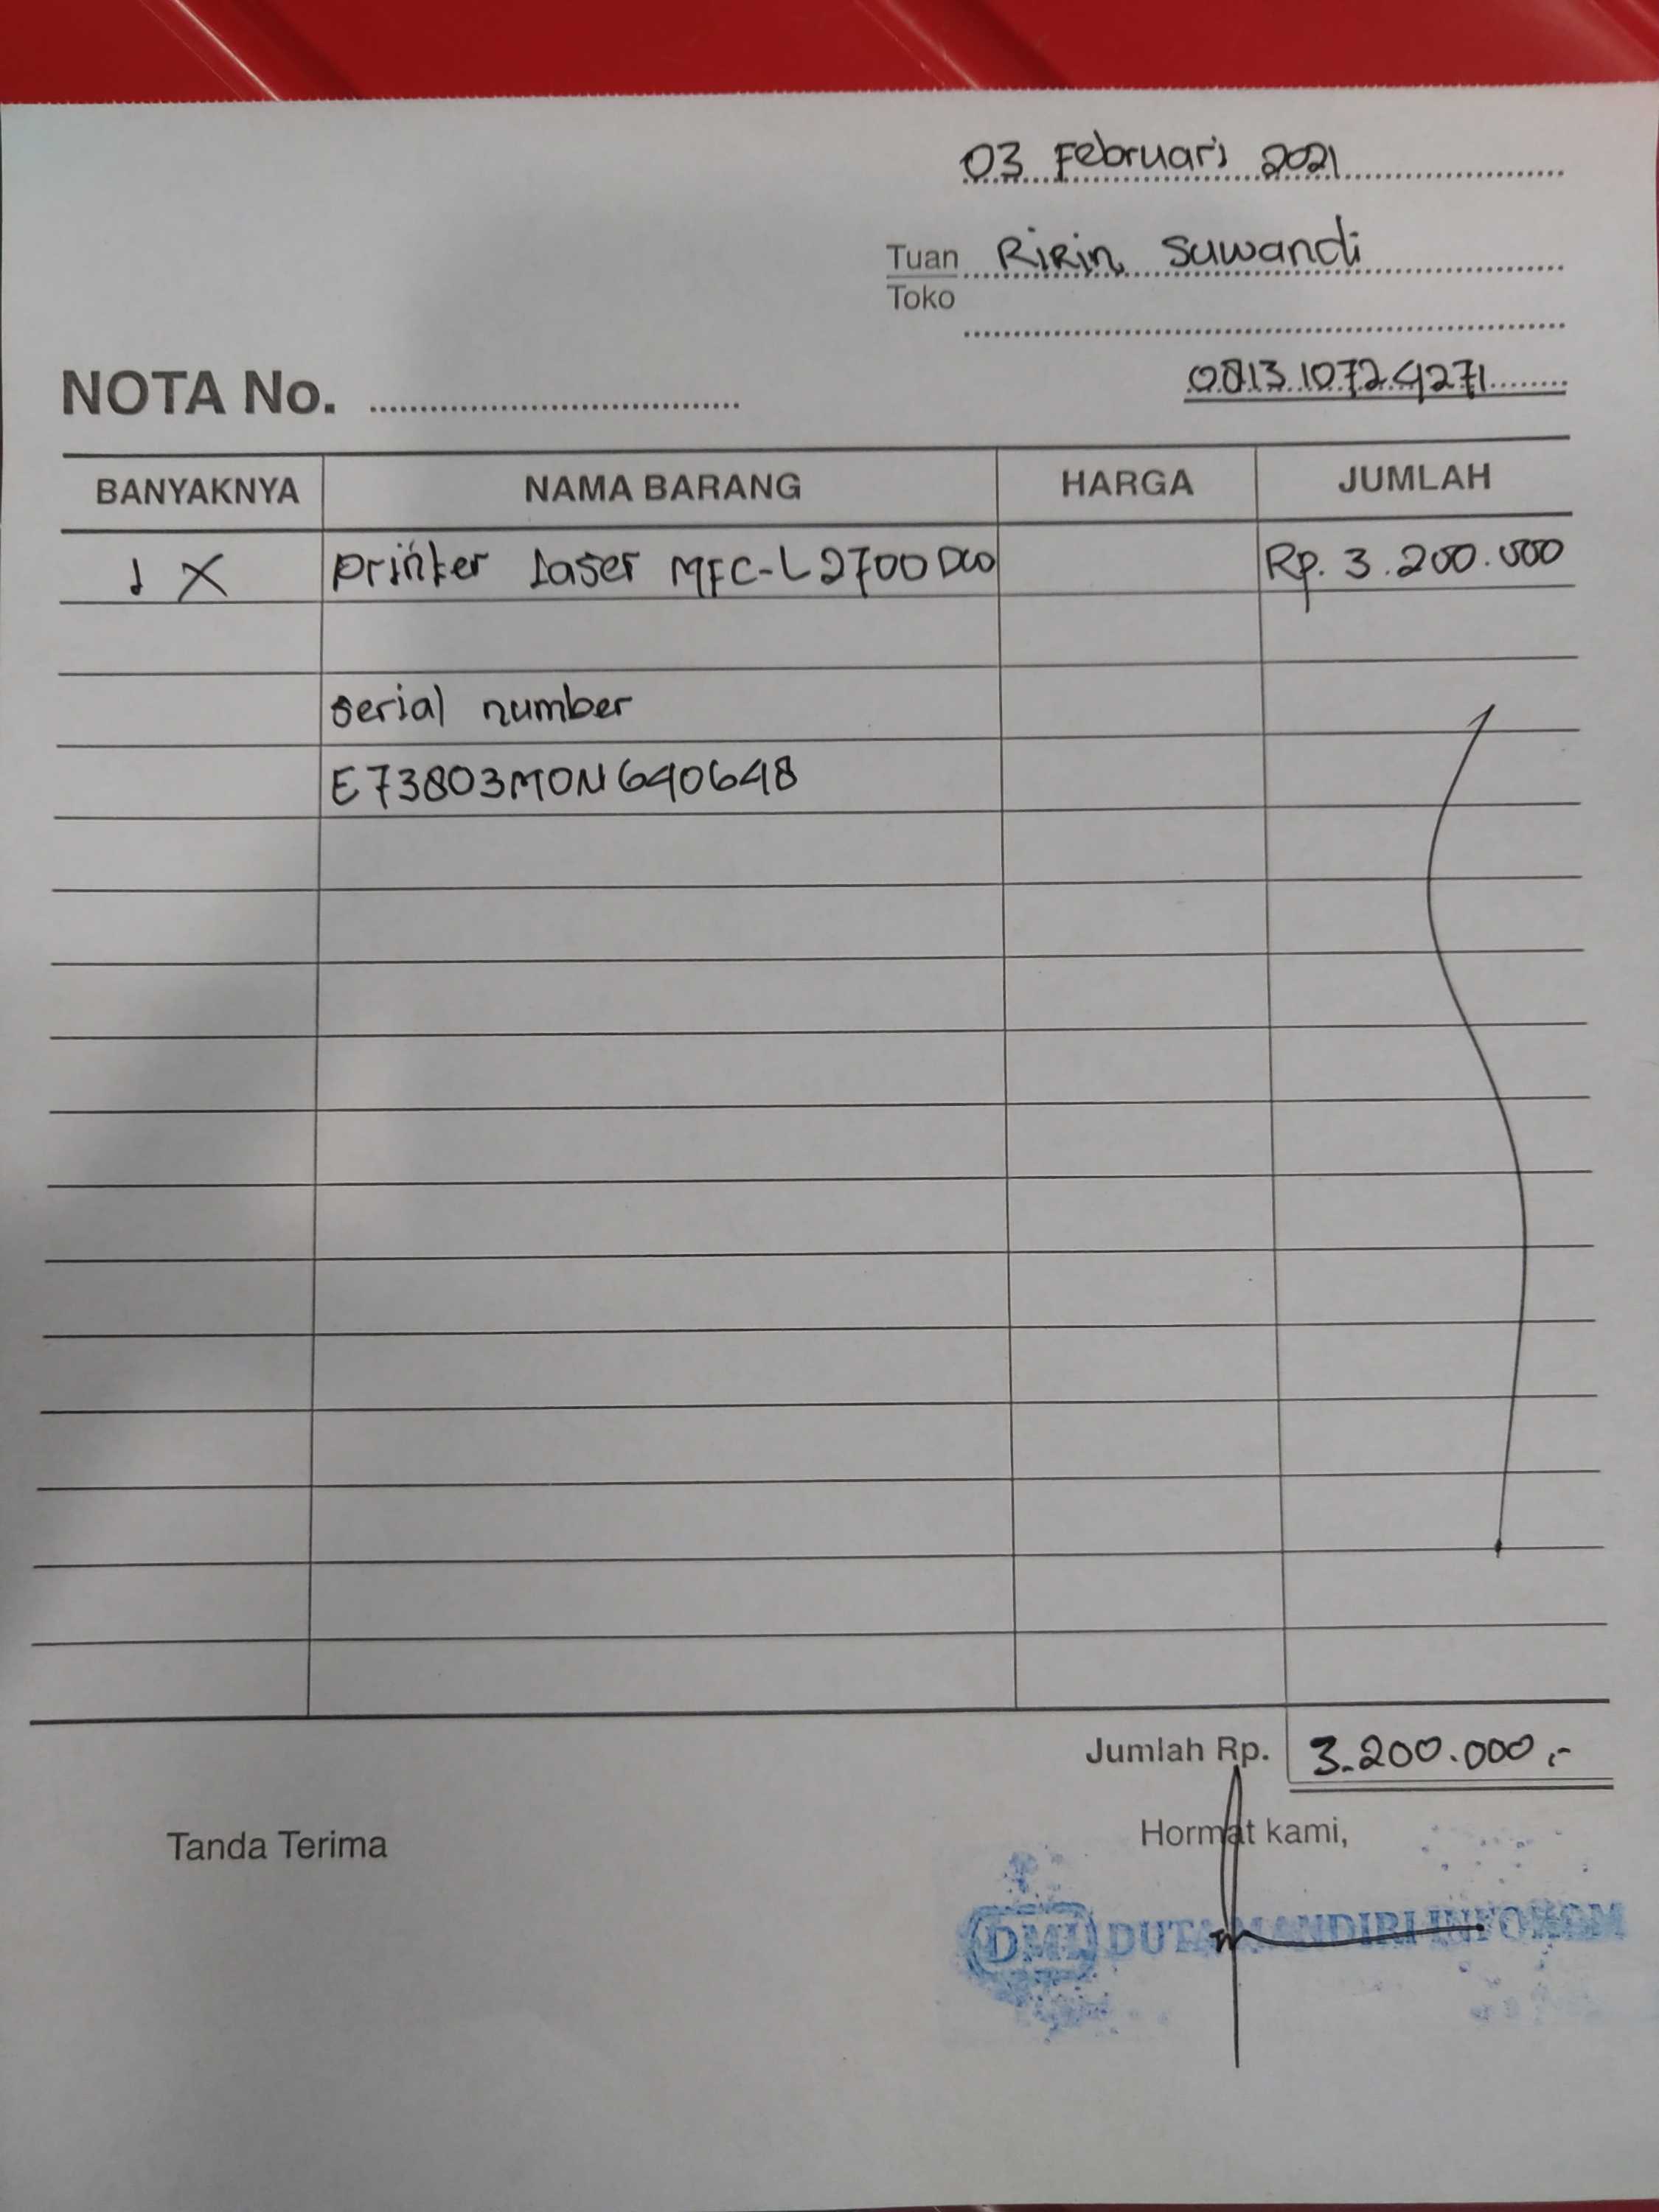 03 Februari 2021
Tuan Ririn Suwandi
Toko
NOTA No.
0813 1072 4271
BANYAKNYA NAMA BARANG HARGA JUMLAH
1 X printer Laser MFC-L2700DW Rp. 3.200.000
serial number
E73803M0N640648
Jumlah Rp. 3.200.000,-
Tanda Terima
Hormat kami,
DMI DUTA MANDIRI INFOKOM